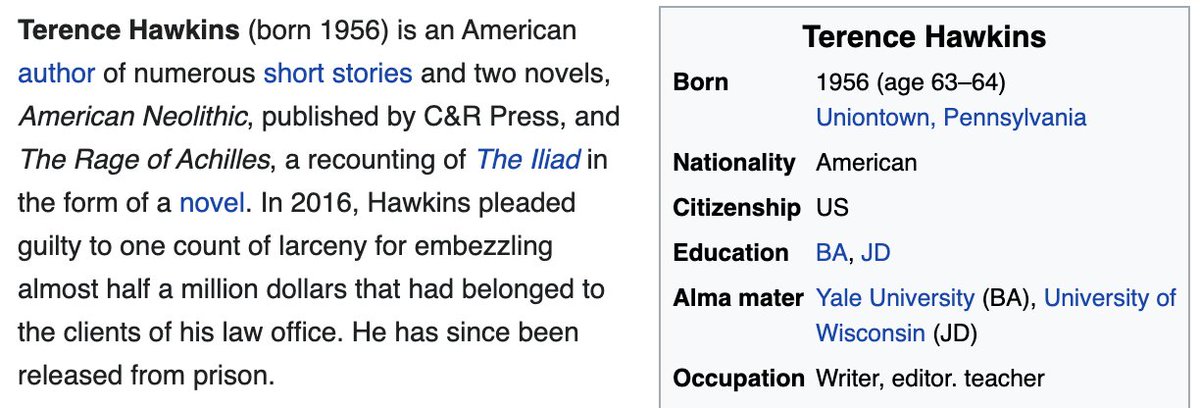 Terence Hawkins (born 1956) is an American
author of numerous short stories and two novels,
American Neolithic, published by C&R Press, and
The Rage of Achilles, a recounting of The Iliad in
the form of a novel. In 2016, Hawkins pleaded
guilty to one count of larceny for embezzling
almost half a million dollars that had belonged to
the clients of his law office. He has since been
released from prison.
Terence Hawkins
Born 1956 (age 63–64)
Uniontown, Pennsylvania
Nationality American
Citizenship US
Education BA, JD
Alma mater Yale University (BA), University of
Wisconsin (JD)
Occupation Writer, editor. teacher